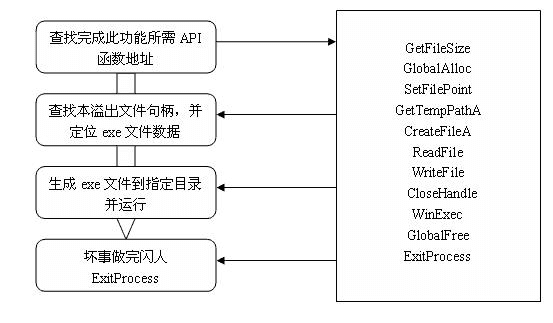 查找完成此功能所需 API
函数地址
查找本溢出文件句柄，并
定位 exe 文件数据
生成 exe 文件到指定目录
并运行
坏事做完闪人
ExitProcess
GetFileSize
GlobalAlloc
SetFilePoint
GetTempPathA
CreateFileA
ReadFile
WriteFile
CloseHandle
WinExec
GlobalFree
ExitProcess